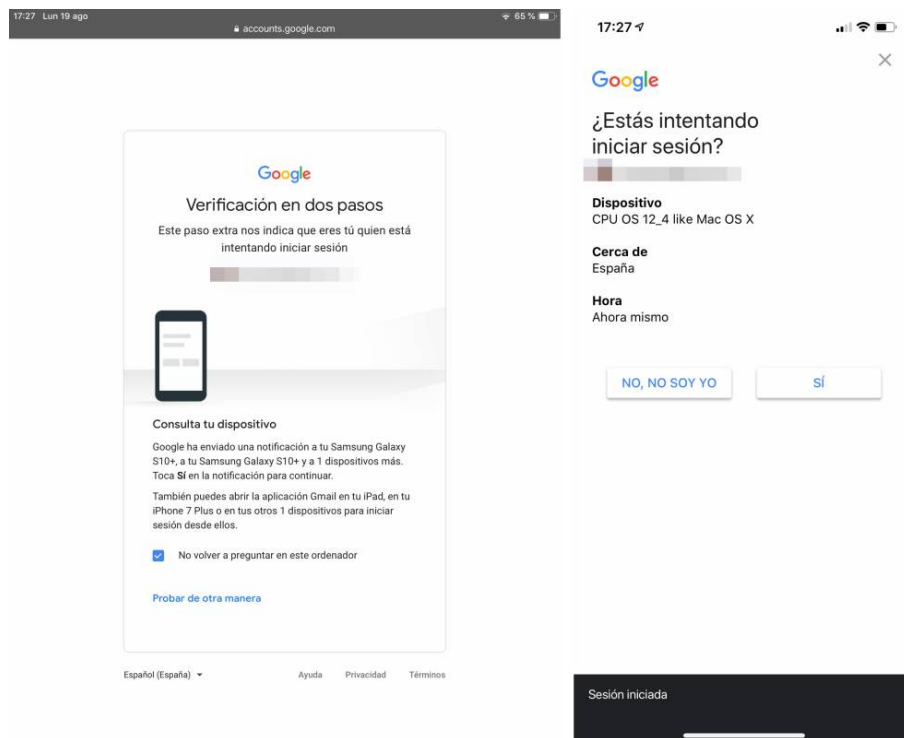 17:27 Lun 19 ago
65 %
accounts.google.com
Google
Verificación en dos pasos
Este paso extra nos indica que eres tú quien está
intentando iniciar sesión
Consulta tu dispositivo
Google ha enviado una notificación a tu Samsung Galaxy
S10+, a tu Samsung Galaxy S10+ y a 1 dispositivos más.
Toca Sí en la notificación para continuar.
También puedes abrir la aplicación Gmail en tu iPad, en tu
iPhone 7 Plus o en tus otros 1 dispositivos para iniciar
sesión desde ellos.
No volver a preguntar en este ordenador
Probar de otra manera
Español (España)
Ayuda Privacidad Términos
17:27
Google
¿Estás intentando
iniciar sesión?
Dispositivo
CPU OS 12_4 like Mac OS X
Cerca de
España
Hora
Ahora mismo
NO, NO SOY YO
SÍ
Sesión iniciada